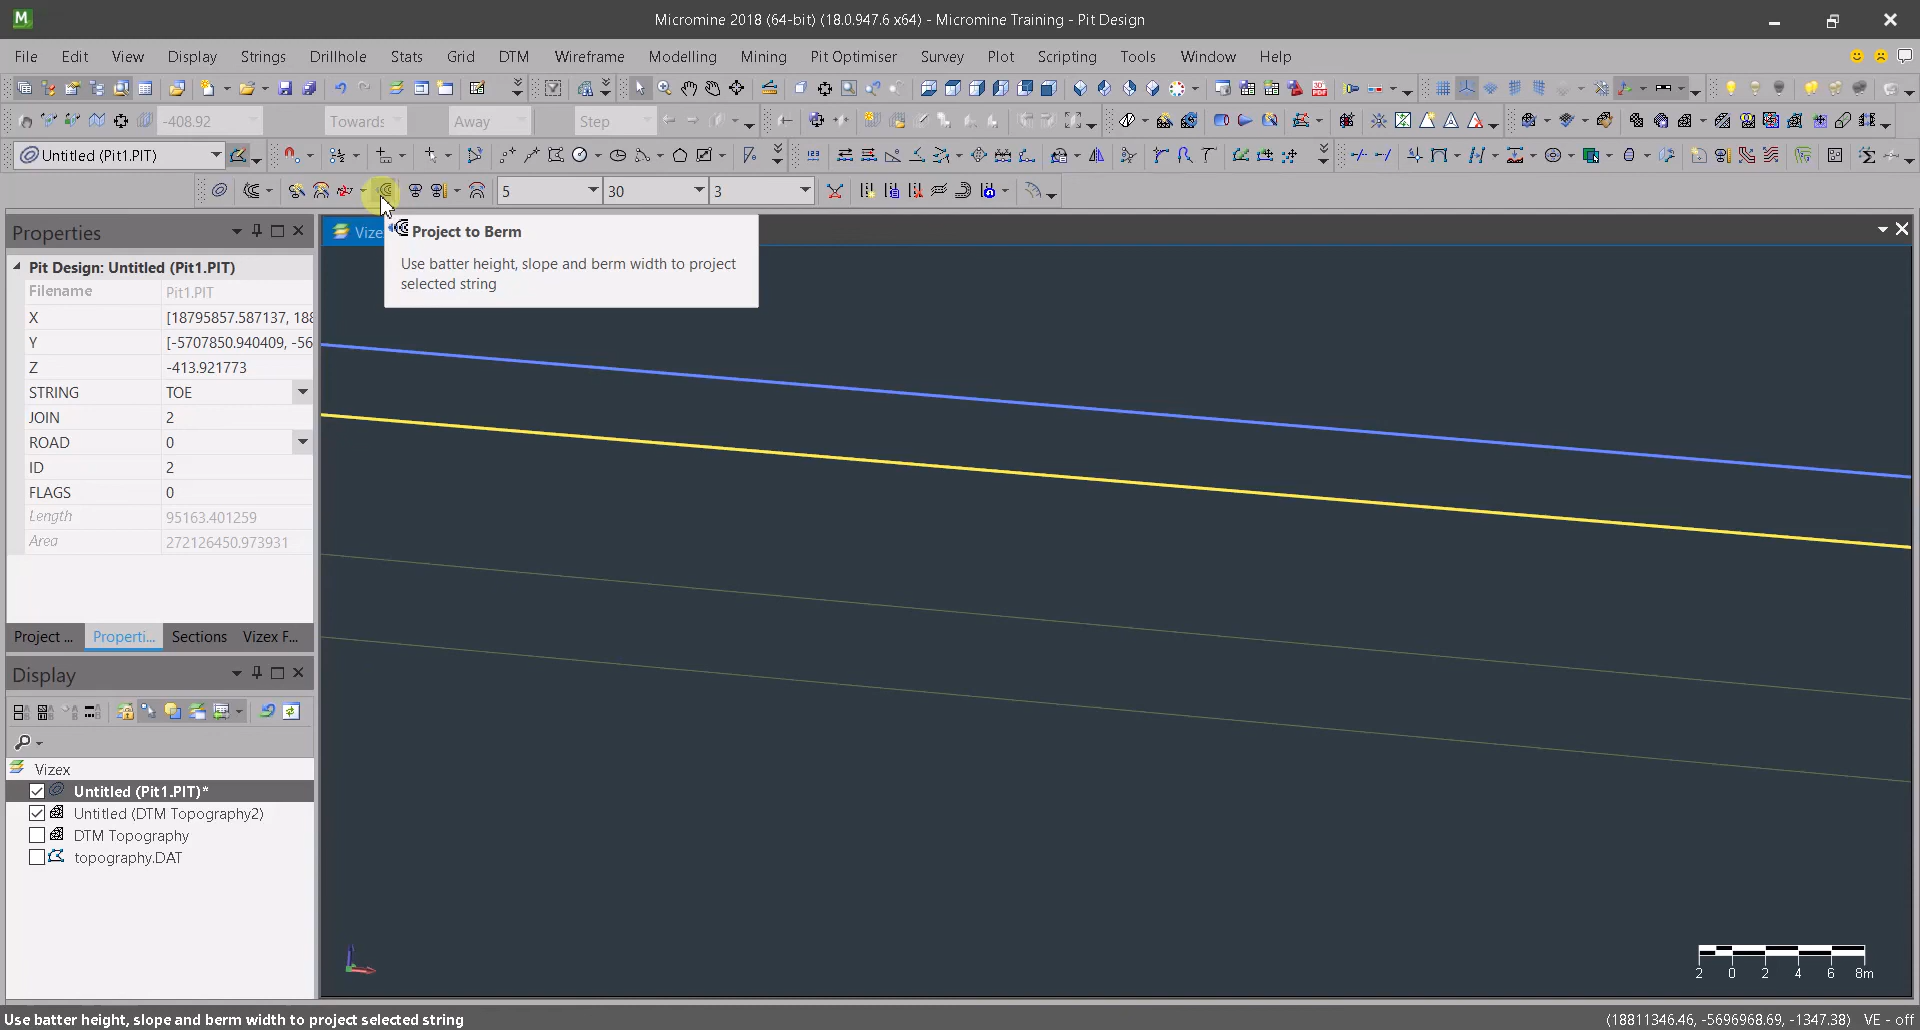 Micromine 2018 (64-bit) (18.0.947.6 x64) - Micromine Training - Pit Design
File Edit View Display Strings Drillhole Stats Grid DTM Wireframe Modelling Mining Pit Optimiser Survey Plot Scripting Tools Window Help
-408.92 Towards Away Step
Untitled (Pit1.PIT)
5 30 3
Properties
Vize
Project to Berm
Use batter height, slope and berm width to project
selected string
Pit Design: Untitled (Pit1.PIT)
Filename Pit1.PIT
X [18795857.587137, 188
Y [-5707850.940409, -56
Z -413.921773
STRING TOE
JOIN 2
ROAD 0
ID 2
FLAGS 0
Length 95163.401259
Area 272126450.973931
Project ... Properti... Sections Vizex F...
Display
Vizex
Untitled (Pit1.PIT)*
Untitled (DTM Topography2)
DTM Topography
topography.DAT
2 0 2 4 6 8m
Use batter height, slope and berm width to project selected string
(18811346.46, -5696968.69, -1347.38) VE - off